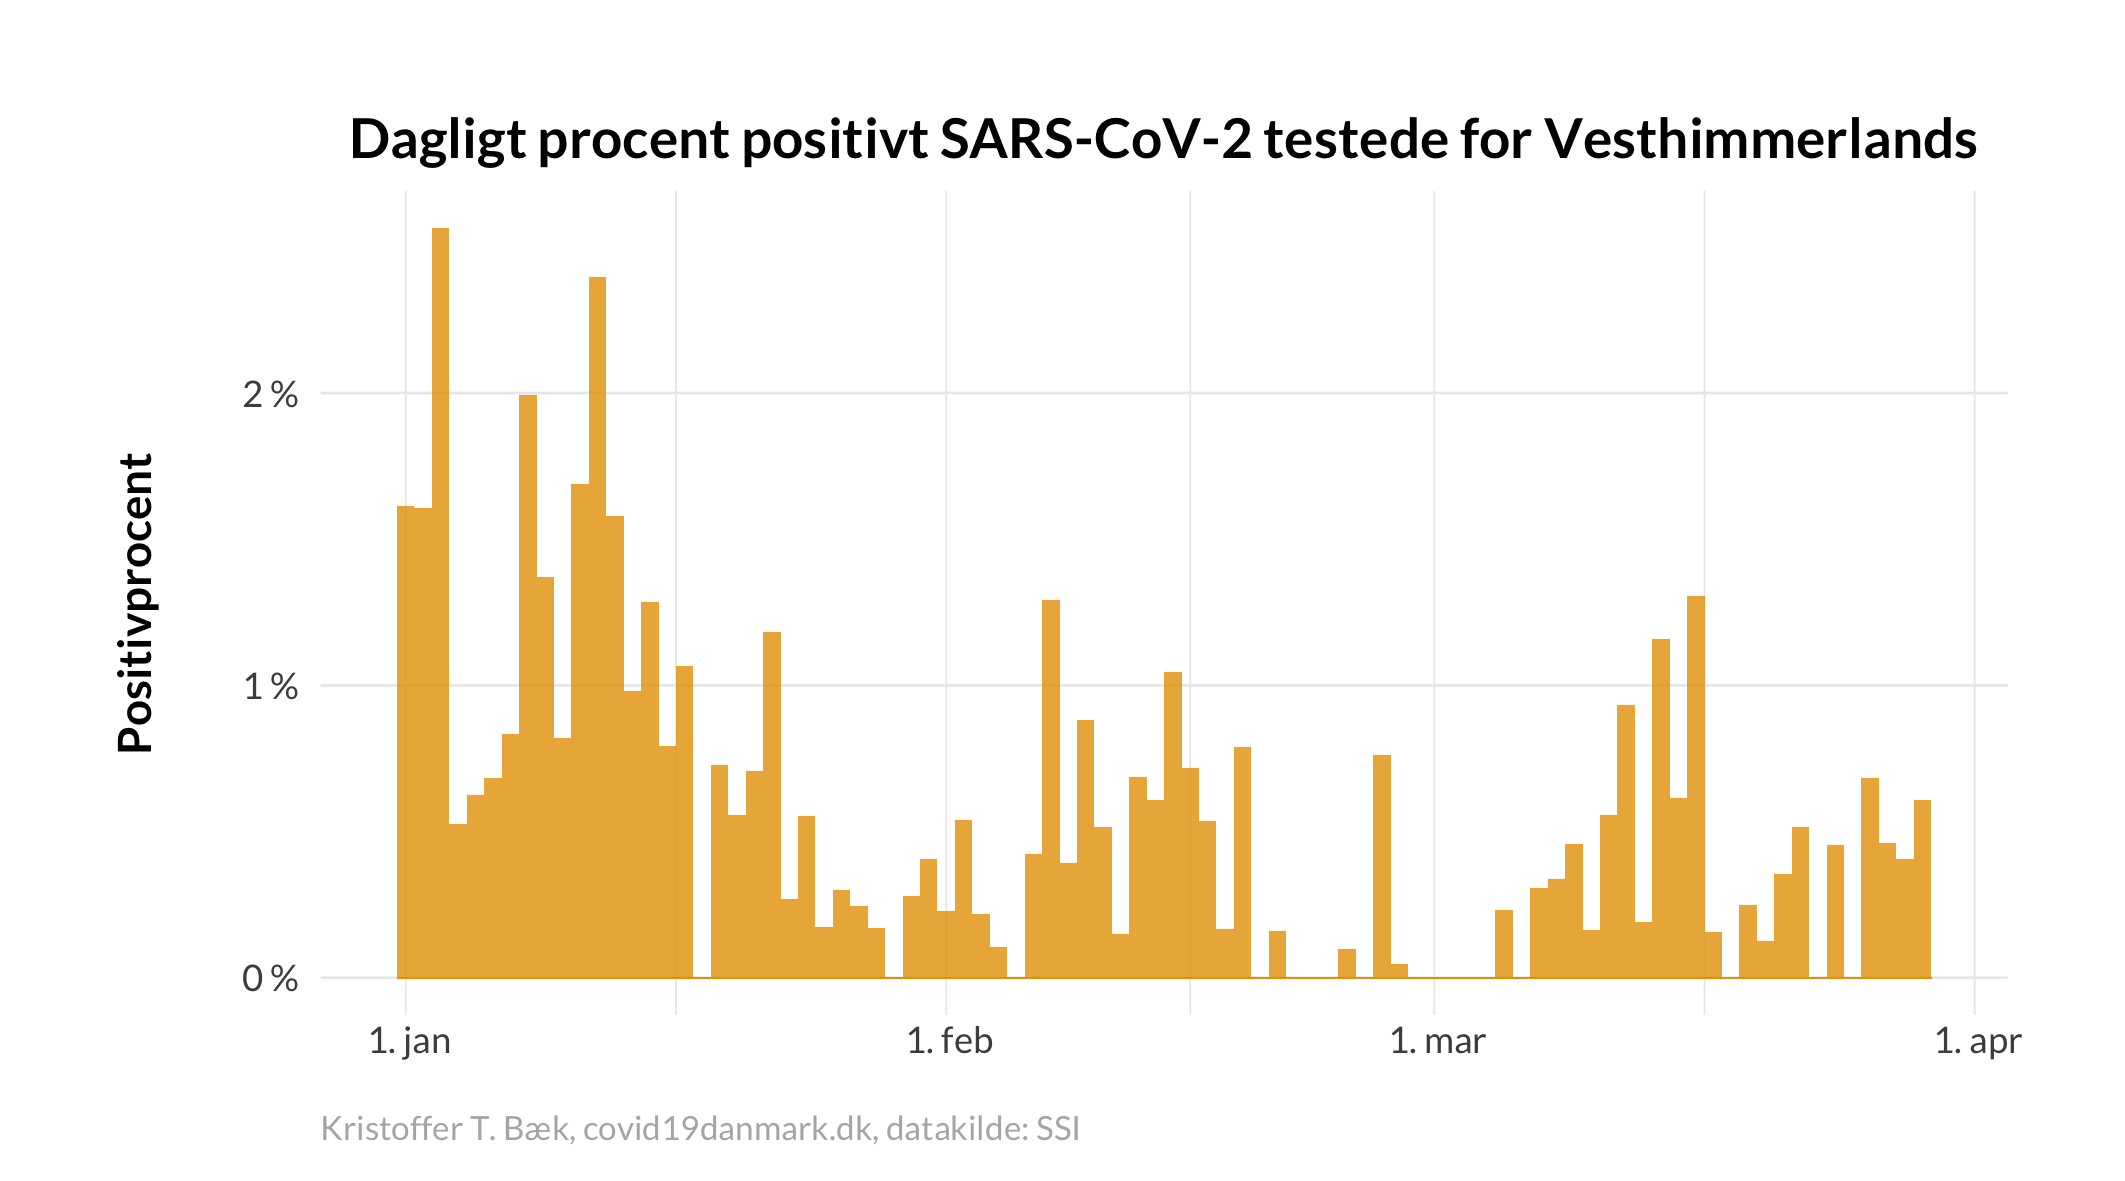 Dagligt procent positivt SARS-CoV-2 testede for Vesthimmerlands
Positivprocent
2 %
1 %
0 %
1. jan
1. feb
1. mar
1. apr
Kristoffer T. Bæk, covid19danmark.dk, datakilde: SSI